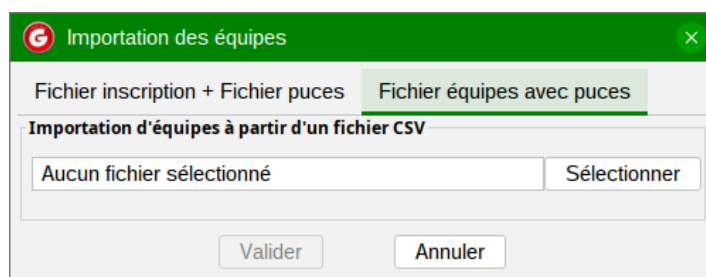 Importation des équipes
Fichier inscription + Fichier puces Fichier équipes avec puces
Importation d'équipes à partir d'un fichier CSV
Aucun fichier sélectionné Sélectionner
Valider Annuler